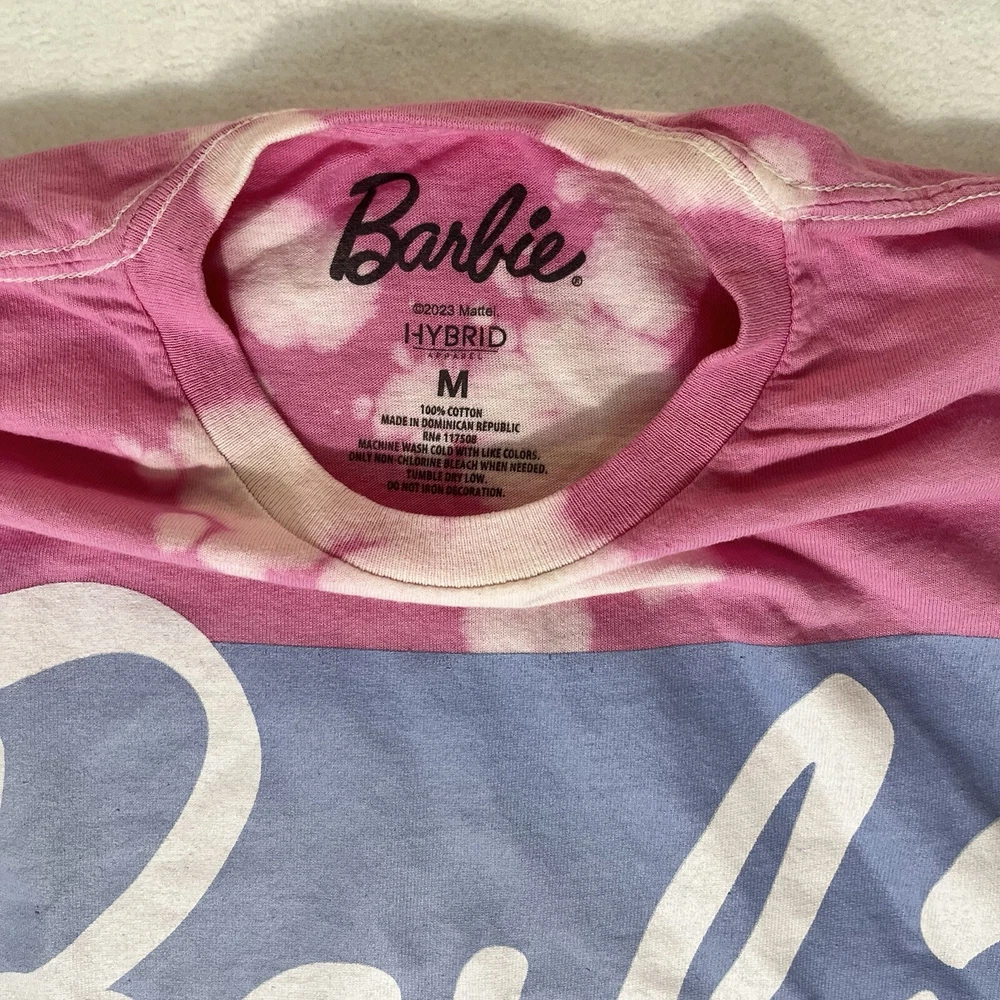 Barbie®
©2023 Mattel.
HYBRID
APPAREL
M
100% COTTON
MADE IN DOMINICAN REPUBLIC
RN# 117508
MACHINE WASH COLD WITH LIKE COLORS.
ONLY NON-CHLORINE BLEACH WHEN NEEDED.
TUMBLE DRY LOW.
DO NOT IRON DECORATION.